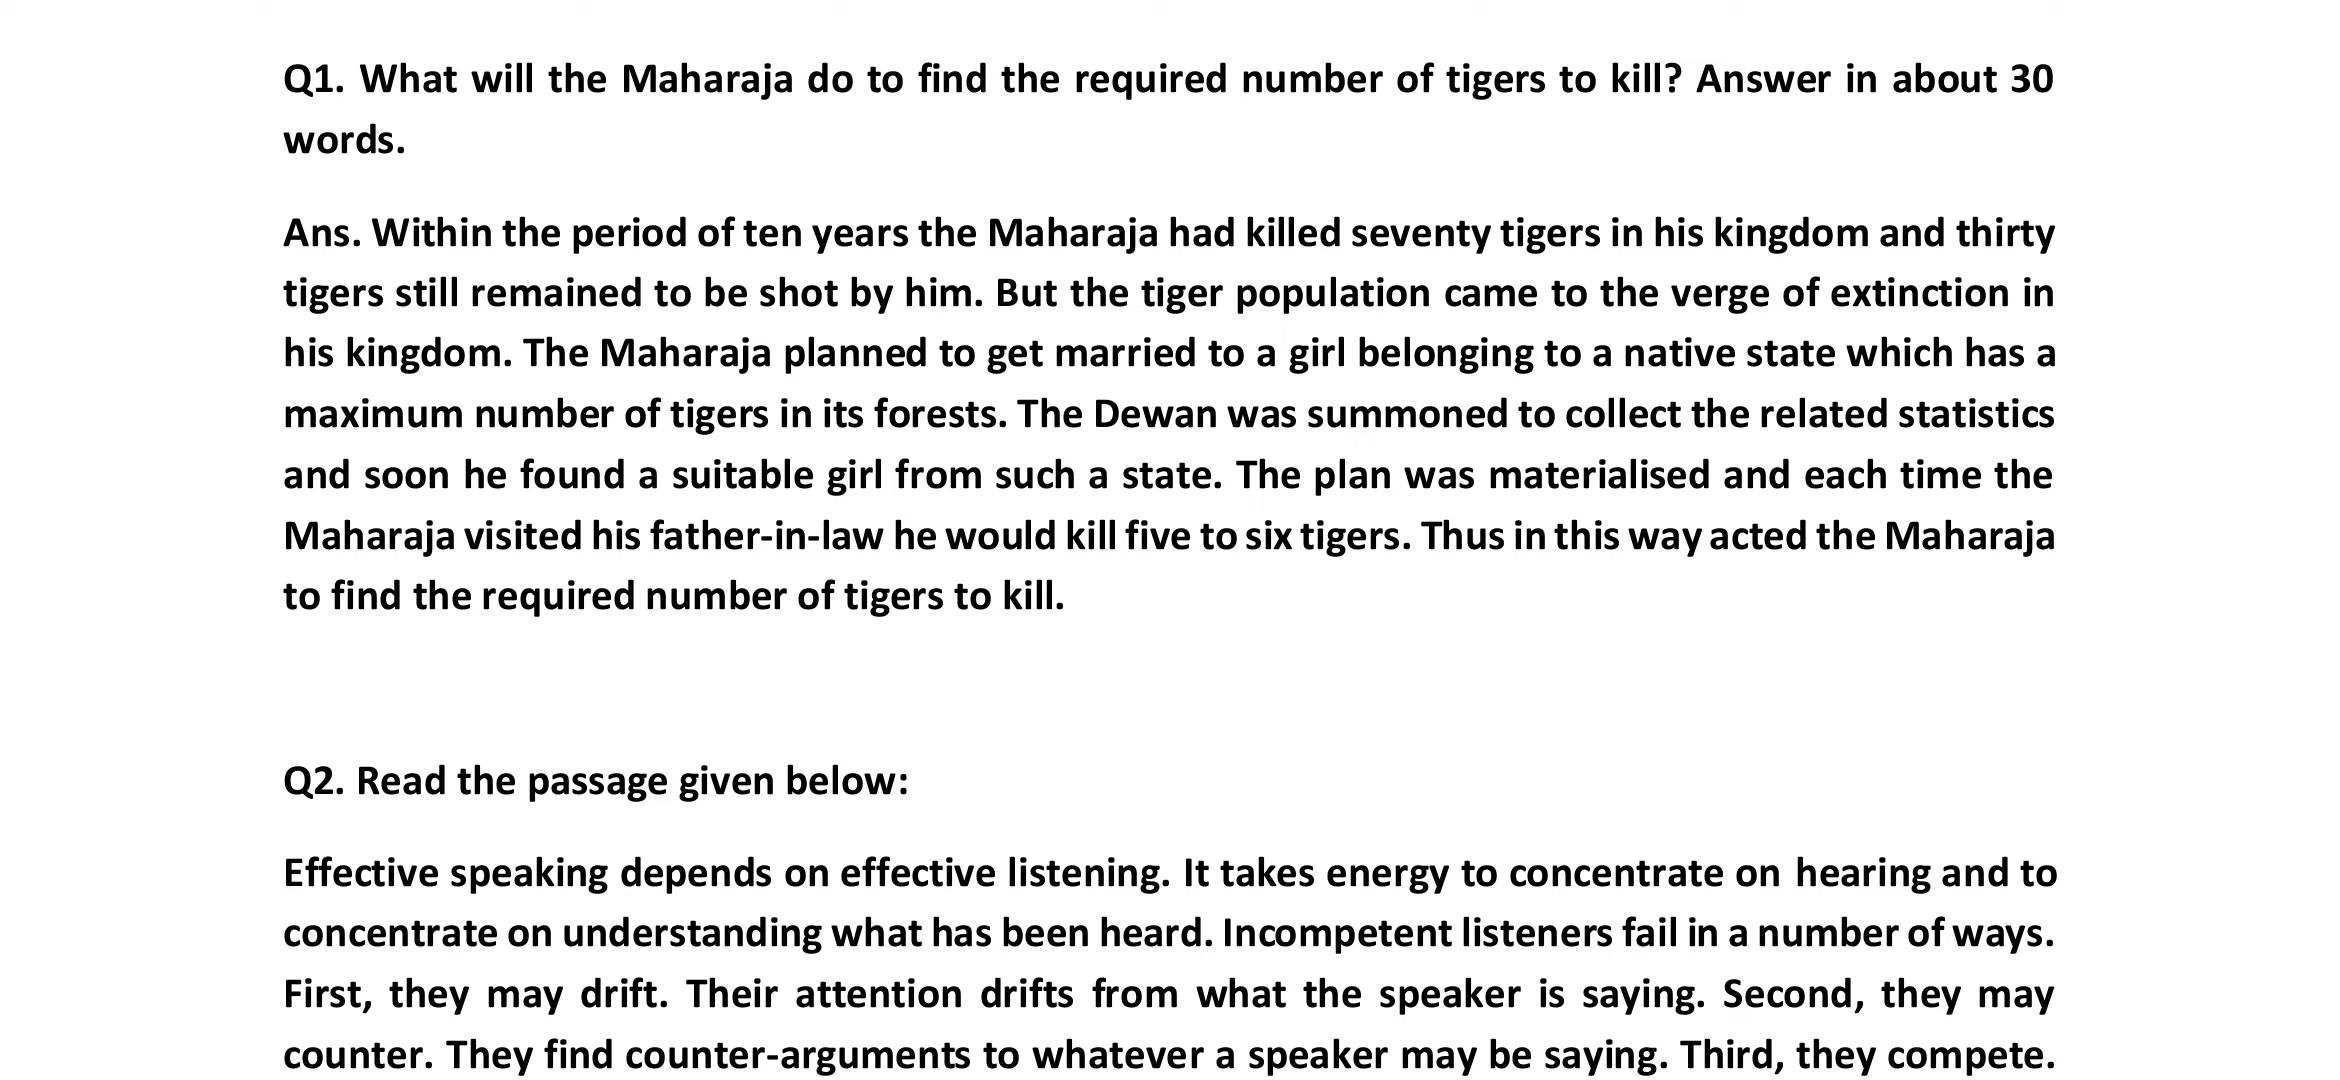 Q1. What will the Maharaja do to find the required number of tigers to kill? Answer in about 30
words.
Ans. Within the period of ten years the Maharaja had killed seventy tigers in his kingdom and thirty
tigers still remained to be shot by him. But the tiger population came to the verge of extinction in
his kingdom. The Maharaja planned to get married to a girl belonging to a native state which has a
maximum number of tigers in its forests. The Dewan was summoned to collect the related statistics
and soon he found a suitable girl from such a state. The plan was materialised and each time the
Maharaja visited his father-in-law he would kill five to six tigers. Thus in this way acted the Maharaja
to find the required number of tigers to kill.
Q2. Read the passage given below:
Effective speaking depends on effective listening. It takes energy to concentrate on hearing and to
concentrate on understanding what has been heard. Incompetent listeners fail in a number of ways.
First, they may drift. Their attention drifts from what the speaker is saying. Second, they may
counter. They find counter-arguments to whatever a speaker may be saying. Third, they compete.